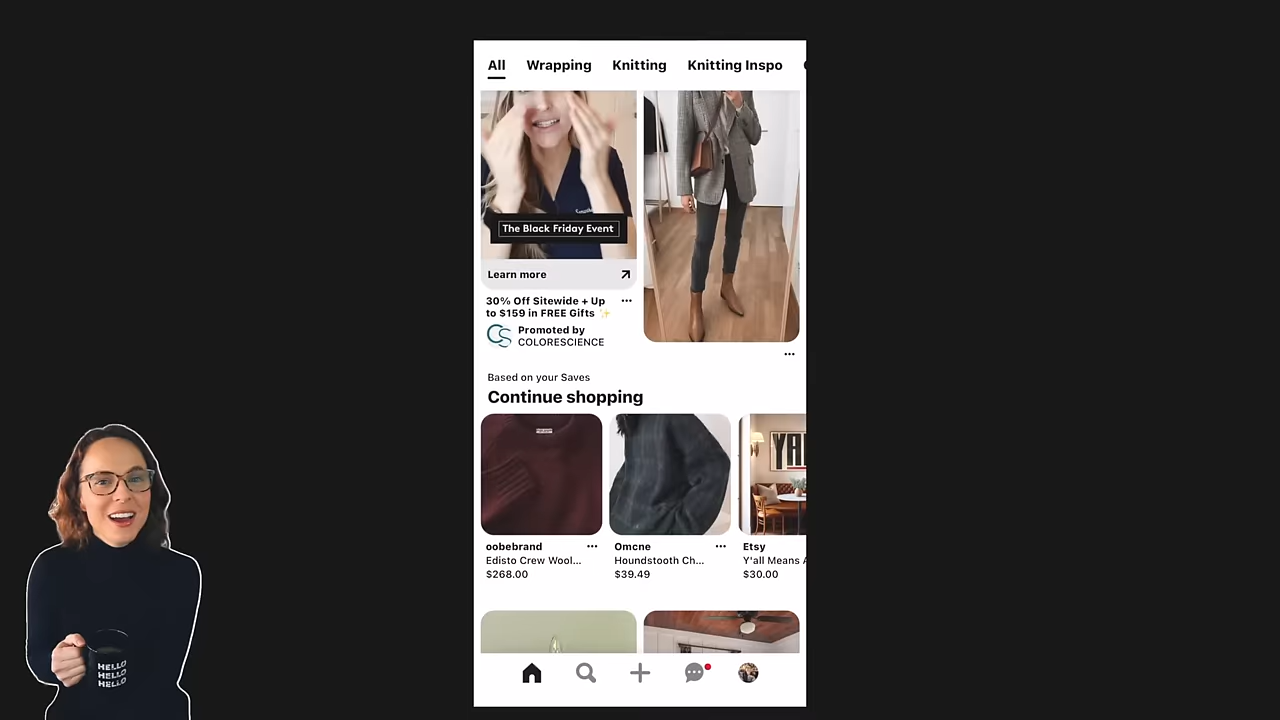 All Wrapping Knitting Knitting Inspo
The Black Friday Event
Learn more
30% Off Sitewide + Up
to $159 in FREE Gifts ✨
Promoted by
COLORESCIENCE
Based on your Saves
Continue shopping
YA
oobebrand
Edisto Crew Wool...
$268.00
Omcne
Houndstooth Ch...
$39.49
Etsy
Y'all Means
$30.00
HELLO
HELLO
HELLO